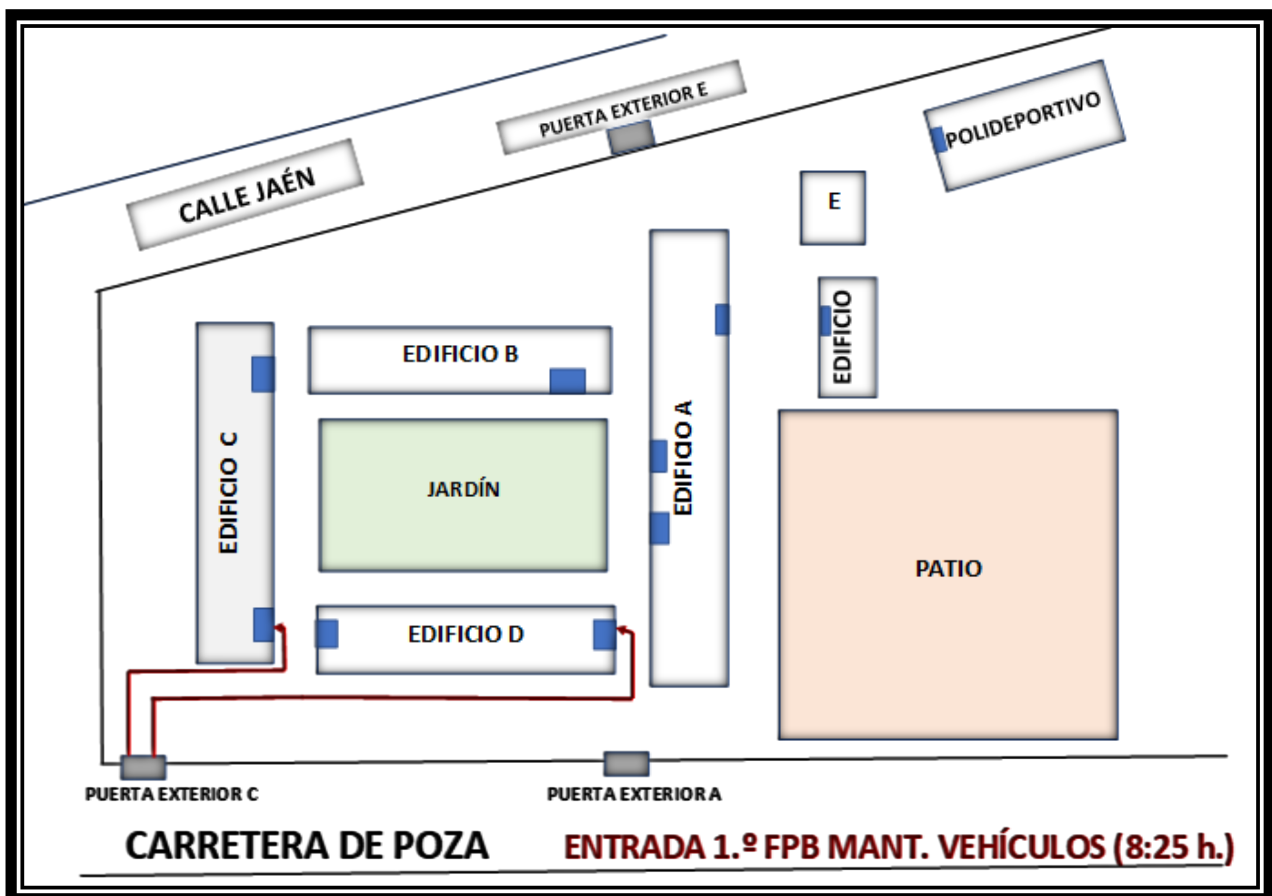 PUERTA EXTERIOR E
POLIDEPORTIVO
CALLE JAÉN
E
EDIFICIO
EDIFICIO B
EDIFICIO A
EDIFICIO C
JARDÍN
PATIO
EDIFICIO D
PUERTA EXTERIOR C
PUERTA EXTERIOR A
CARRETERA DE POZA
ENTRADA 1.º FPB MANT. VEHÍCULOS (8:25 h.)